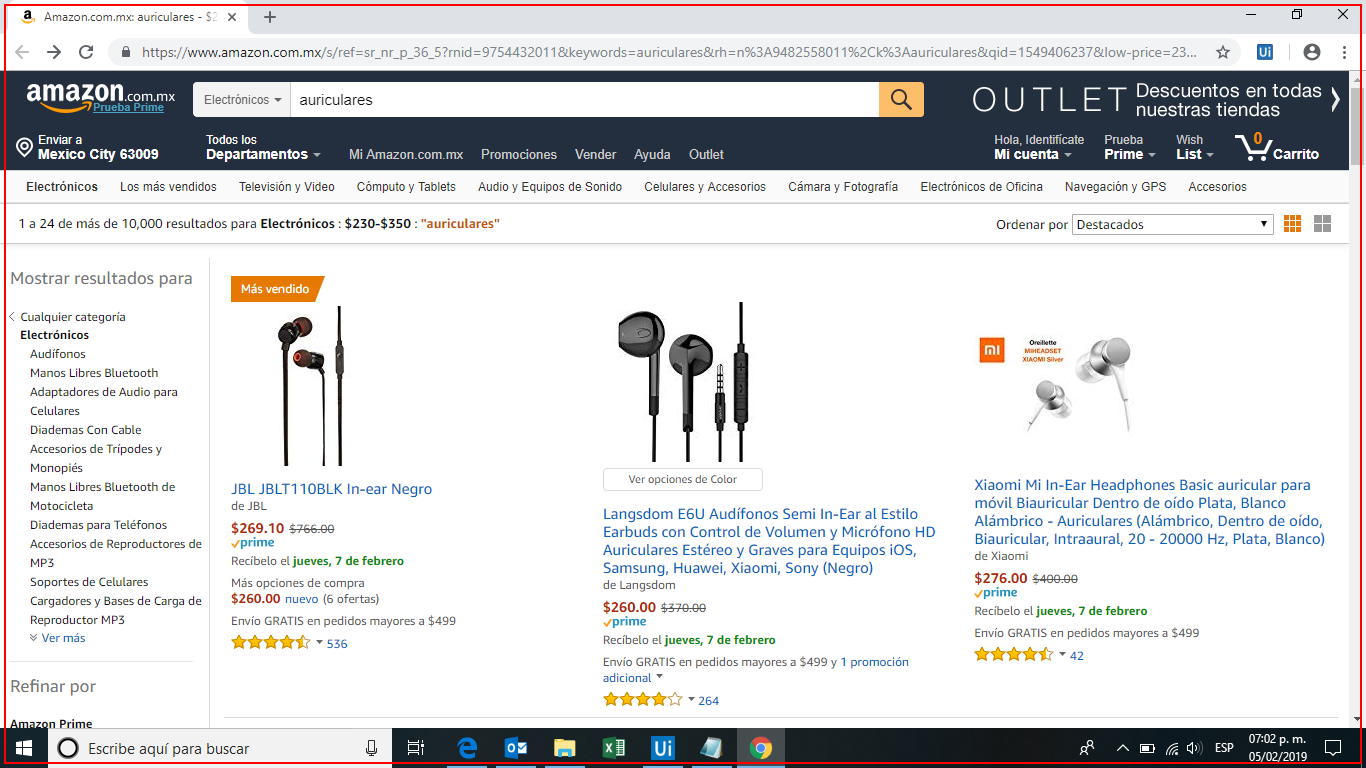 Amazon.com.mx: auriculares - $2
https://www.amazon.com.mx/s/ref=sr_nr_p_36_5?rnid=9754432011&keywords=auriculares&rh=n%3A9482558011%2Ck%3Aauriculares&qid=1549406237&low-price=23...
Ui
amazon.com.mx
Prueba Prime
Electrónicos
auriculares
OUTLET Descuentos en todas
nuestras tiendas
Enviar a
Mexico City 63009
Todos los
Departamentos
Mi Amazon.com.mx Promociones Vender Ayuda Outlet
Hola, Identifícate
Mi cuenta
Prueba
Prime
Wish
List
0
Carrito
Electrónicos Los más vendidos Televisión y Video Cómputo y Tablets Audio y Equipos de Sonido Celulares y Accesorios Cámara y Fotografía Electrónicos de Oficina Navegación y GPS Accesorios
1 a 24 de más de 10,000 resultados para Electrónicos : $230-$350 : "auriculares"
Ordenar por Destacados
Mostrar resultados para
Cualquier categoría
Electrónicos
Audífonos
Manos Libres Bluetooth
Adaptadores de Audio para
Celulares
Diademas Con Cable
Accesorios de Trípodes y
Monopiés
Manos Libres Bluetooth de
Motocicleta
Diademas para Teléfonos
Accesorios de Reproductores de
MP3
Soportes de Celulares
Cargadores y Bases de Carga de
Reproductor MP3
Ver más
Refinar por
Amazon Prime
Más vendido
JBL JBLT110BLK In-ear Negro
de JBL
$269.10 $766.00
prime
Recíbelo el jueves, 7 de febrero
Más opciones de compra
$260.00 nuevo (6 ofertas)
Envío GRATIS en pedidos mayores a $499
536
Ver opciones de Color
Langsdom E6U Audífonos Semi In-Ear al Estilo
Earbuds con Control de Volumen y Micrófono HD
Auriculares Estéreo y Graves para Equipos iOS,
Samsung, Huawei, Xiaomi, Sony (Negro)
de Langsdom
$260.00 $370.00
prime
Recíbelo el jueves, 7 de febrero
Envío GRATIS en pedidos mayores a $499 y 1 promoción
adicional
264
mi
Oreillette
MIHEADSET
XIAOMI Silver
Xiaomi Mi In-Ear Headphones Basic auricular para
móvil Biauricular Dentro de oído Plata, Blanco
Alámbrico - Auriculares (Alámbrico, Dentro de oído,
Biauricular, Intraaural, 20 - 20000 Hz, Plata, Blanco)
de Xiaomi
$276.00 $400.00
prime
Recíbelo el jueves, 7 de febrero
Envío GRATIS en pedidos mayores a $499
42
Escribe aquí para buscar
Ui
ESP
07:02 p. m.
05/02/2019